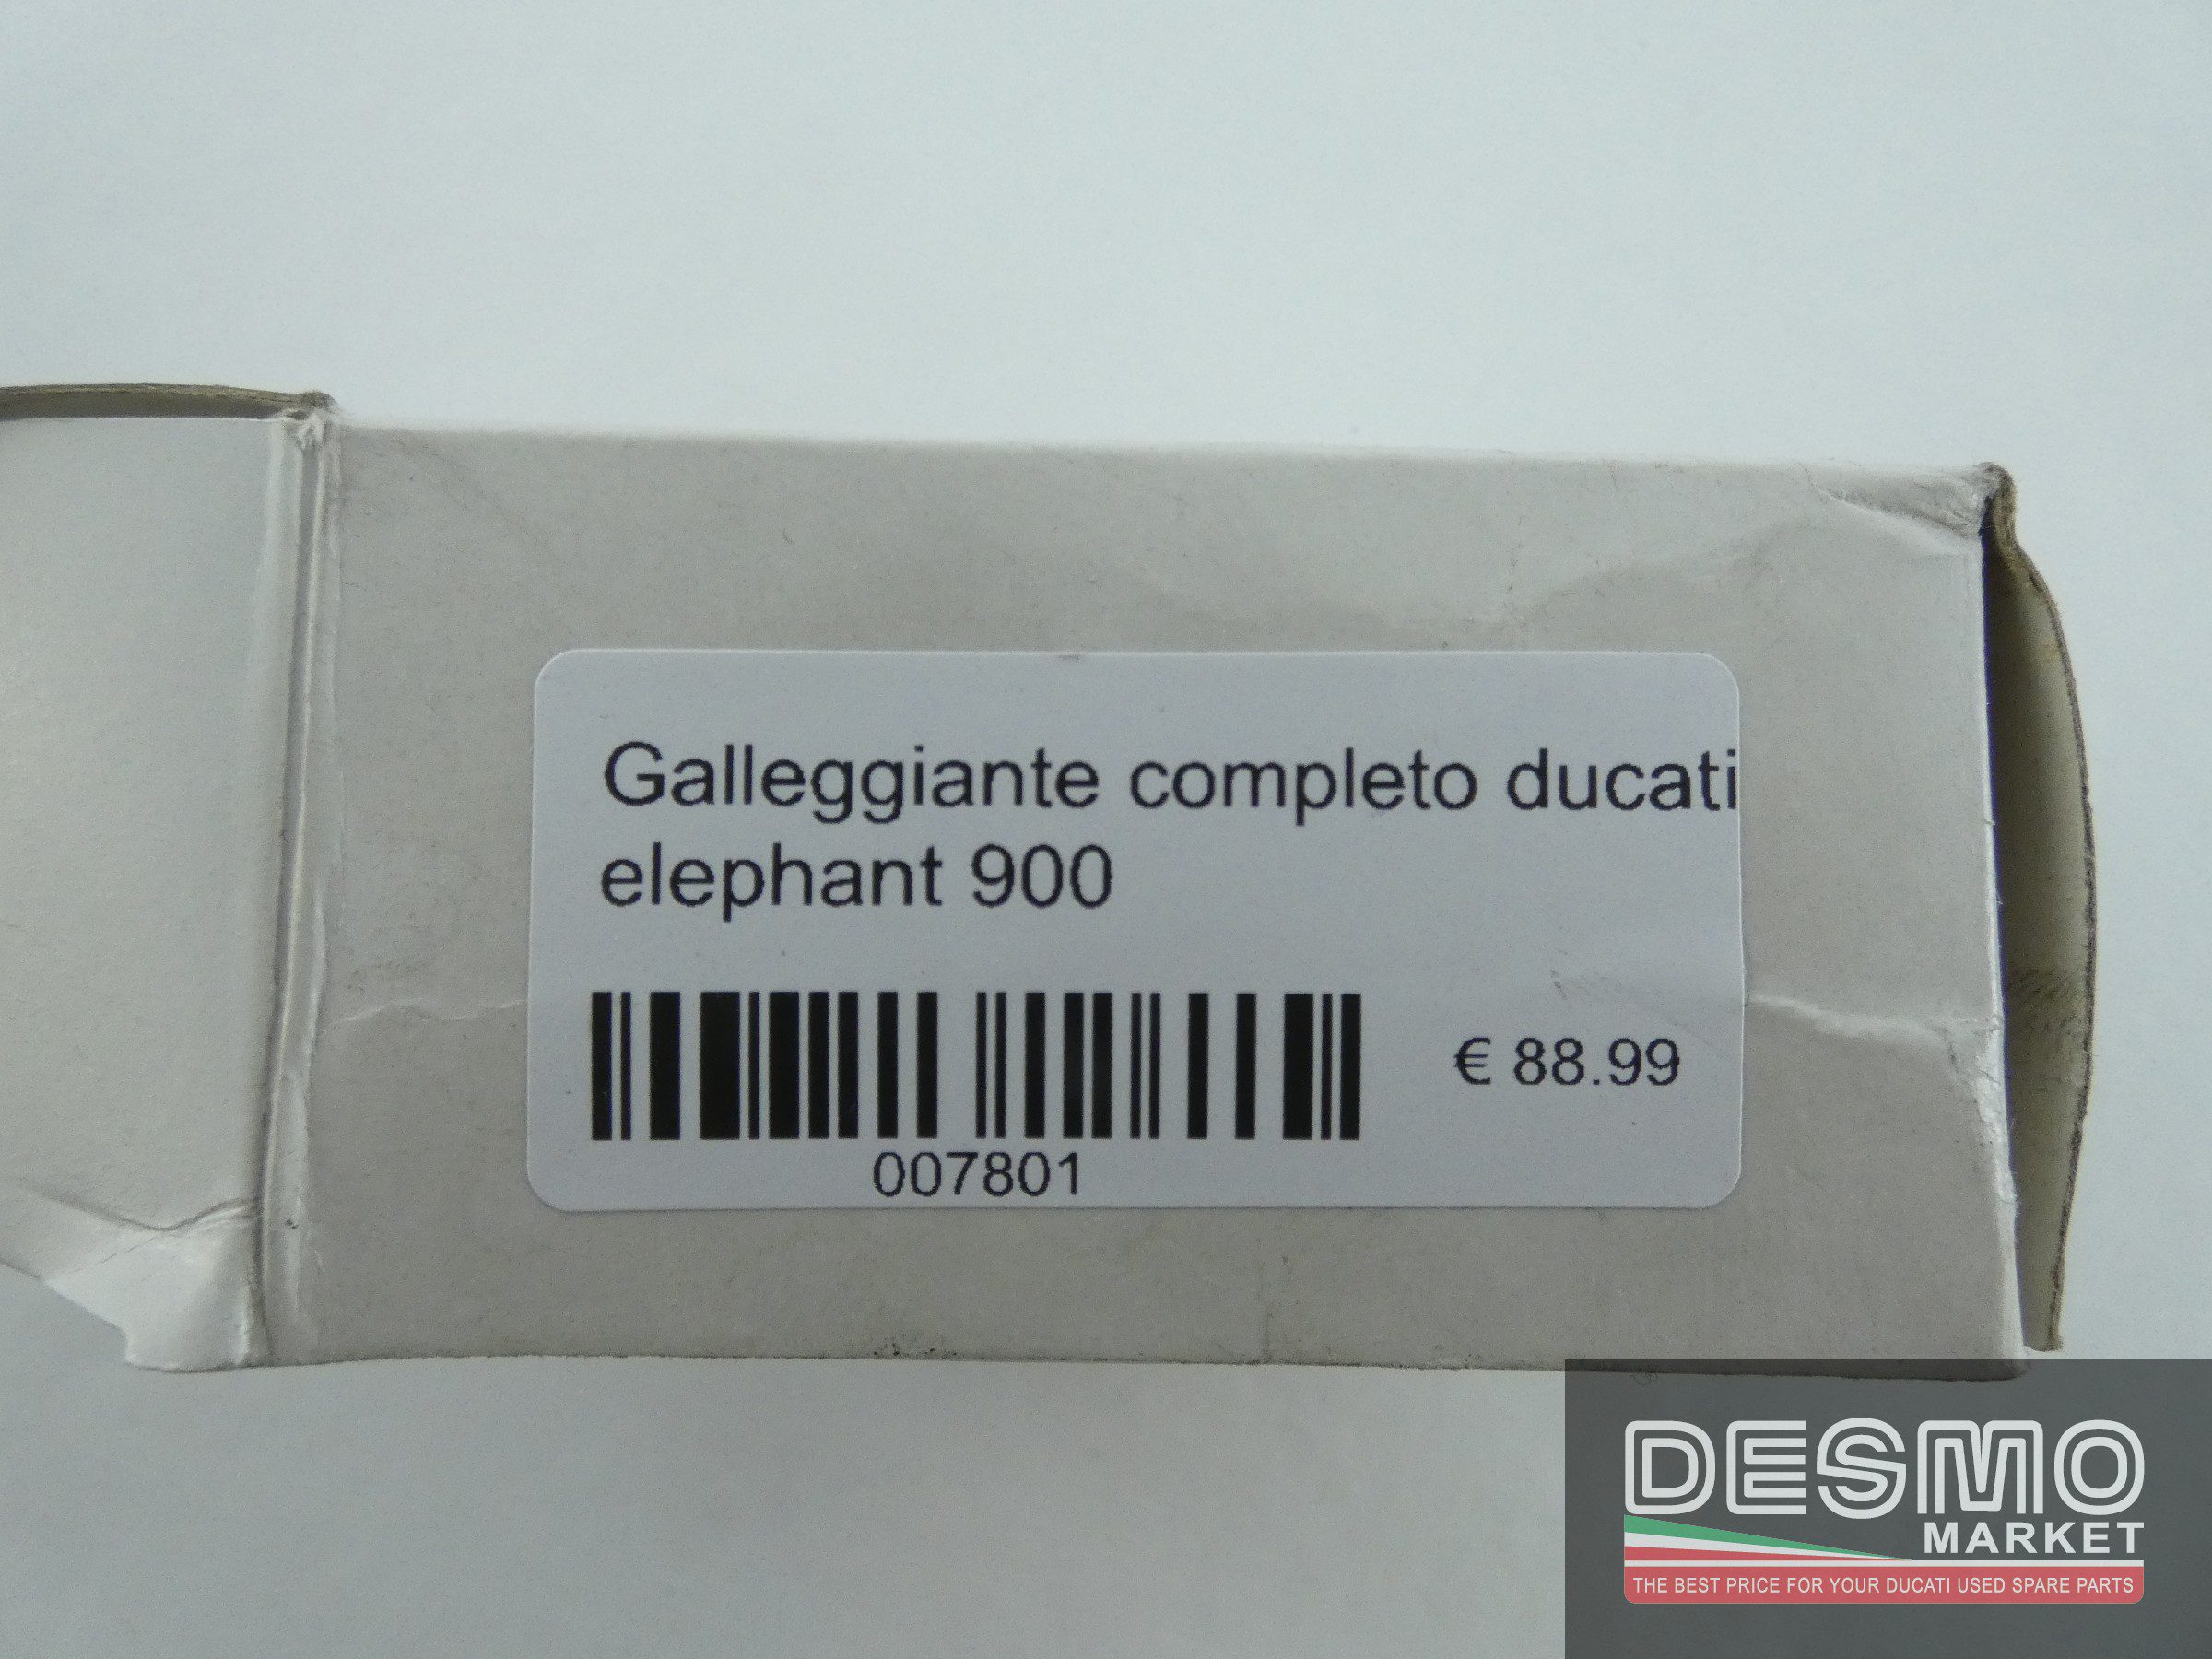 Galleggiante completo ducati
elephant 900
€ 88.99
007801
DESMO
MARKET
THE BEST PRICE FOR YOUR DUCATI USED SPARE PARTS